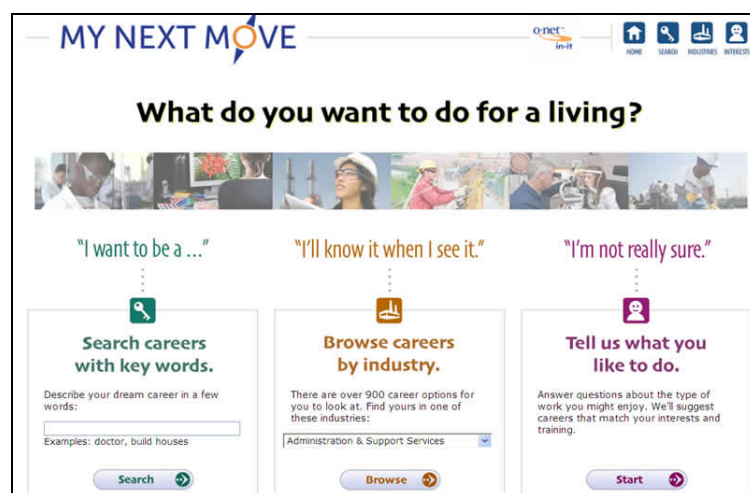 MY NEXT MOVE
o·net™
in-it
HOME
SEARCH
INDUSTRIES
INTERESTS
What do you want to do for a living?
"I want to be a ..."
Search careers
with key words.
Describe your dream career in a few
words:
Examples: doctor, build houses
Search
"I'll know it when I see it."
Browse careers
by industry.
There are over 900 career options for
you to look at. Find yours in one of
these industries:
Administration & Support Services
Browse
"I'm not really sure."
Tell us what you
like to do.
Answer questions about the type of
work you might enjoy. We'll suggest
careers that match your interests and
training.
Start